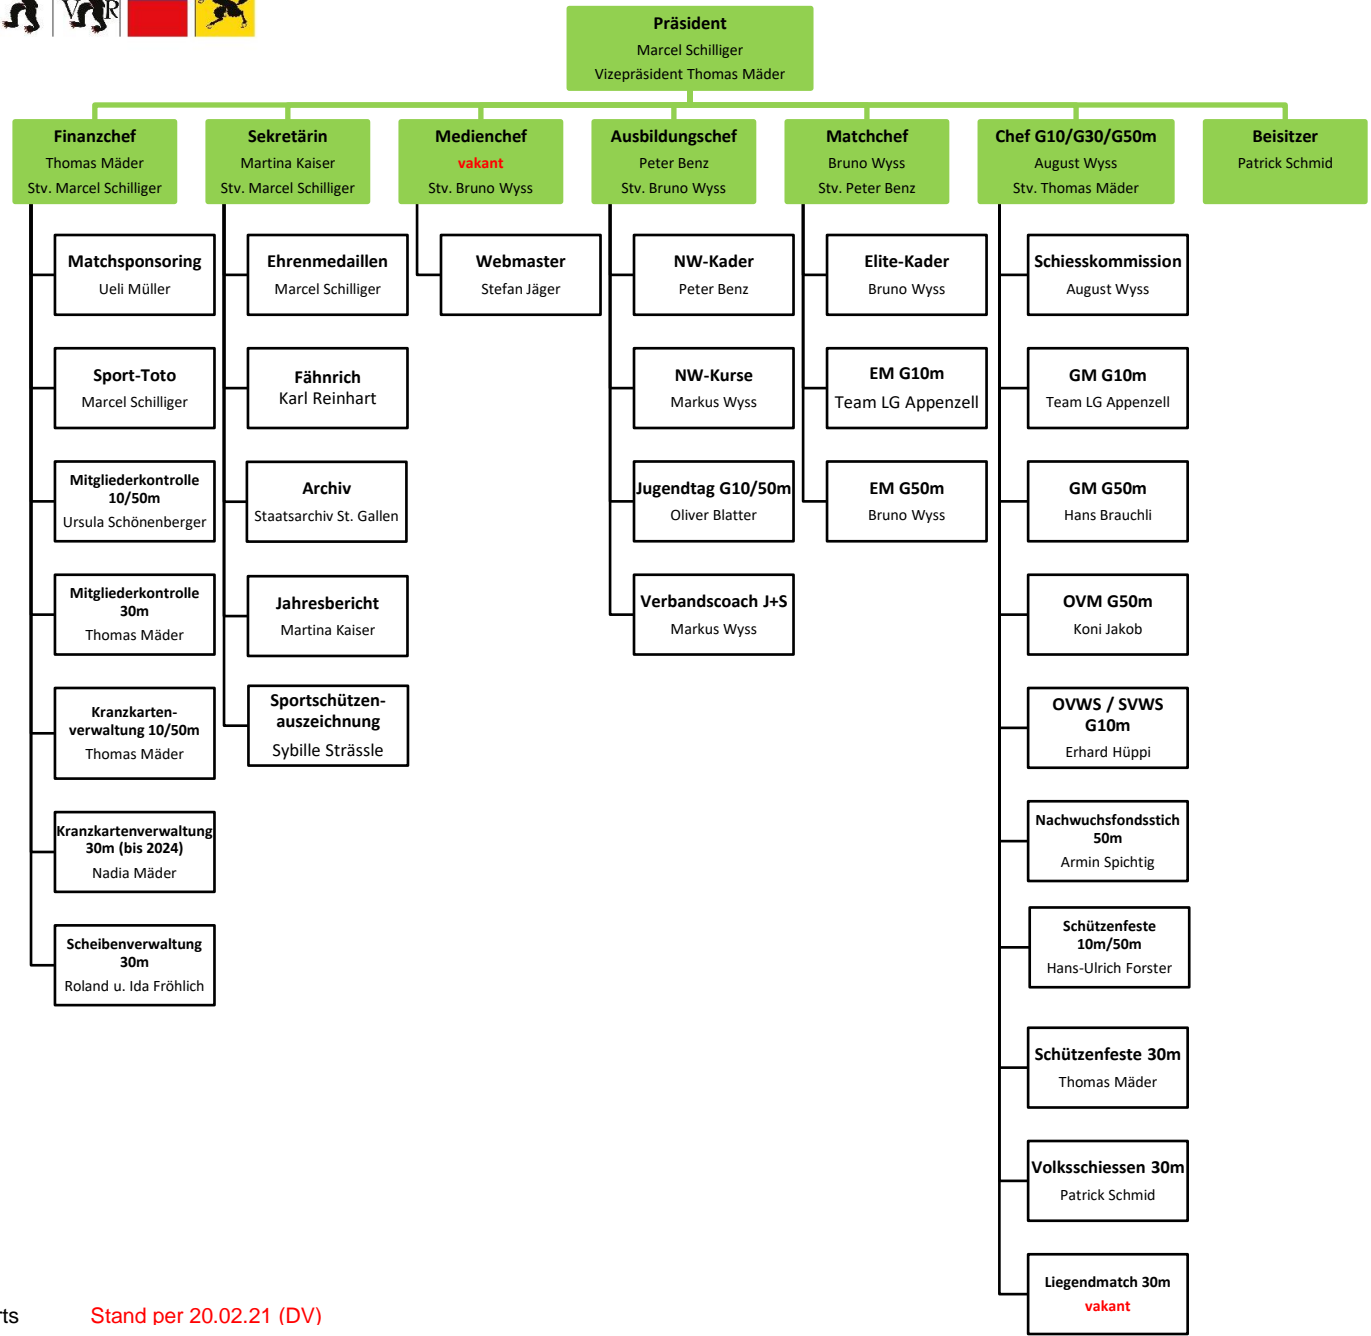 V R
Präsident
Marcel Schilliger
Vizepräsident Thomas Mäder
Finanzchef
Thomas Mäder
Stv. Marcel Schilliger
Sekretärin
Martina Kaiser
Stv. Marcel Schilliger
Medienchef
vakant
Stv. Bruno Wyss
Ausbildungschef
Peter Benz
Stv. Bruno Wyss
Matchchef
Bruno Wyss
Stv. Peter Benz
Chef G10/G30/G50m
August Wyss
Stv. Thomas Mäder
Beisitzer
Patrick Schmid
Matchsponsoring
Ueli Müller
Sport-Toto
Marcel Schilliger
Mitgliederkontrolle
10/50m
Ursula Schönenberger
Mitgliederkontrolle
30m
Thomas Mäder
Kranzkarten-
verwaltung 10/50m
Thomas Mäder
Kranzkartenverwaltung
30m (bis 2024)
Nadia Mäder
Scheibenverwaltung
30m
Roland u. Ida Fröhlich
Ehrenmedaillen
Marcel Schilliger
Fähnrich
Karl Reinhart
Archiv
Staatsarchiv St. Gallen
Jahresbericht
Martina Kaiser
Sportschützen-
auszeichnung
Sybille Strässle
Webmaster
Stefan Jäger
NW-Kader
Peter Benz
NW-Kurse
Markus Wyss
Jugendtag G10/50m
Oliver Blatter
Verbandscoach J+S
Markus Wyss
Elite-Kader
Bruno Wyss
EM G10m
Team LG Appenzell
EM G50m
Bruno Wyss
Schiesskommission
August Wyss
GM G10m
Team LG Appenzell
GM G50m
Hans Brauchli
OVM G50m
Koni Jakob
OVWS / SVWS
G10m
Erhard Hüppi
Nachwuchsfondsstich
50m
Armin Spichtig
Schützenfeste
10m/50m
Hans-Ulrich Forster
Schützenfeste 30m
Thomas Mäder
Volksschiessen 30m
Patrick Schmid
Liegendmatch 30m
vakant
rts Stand per 20.02.21 (DV)